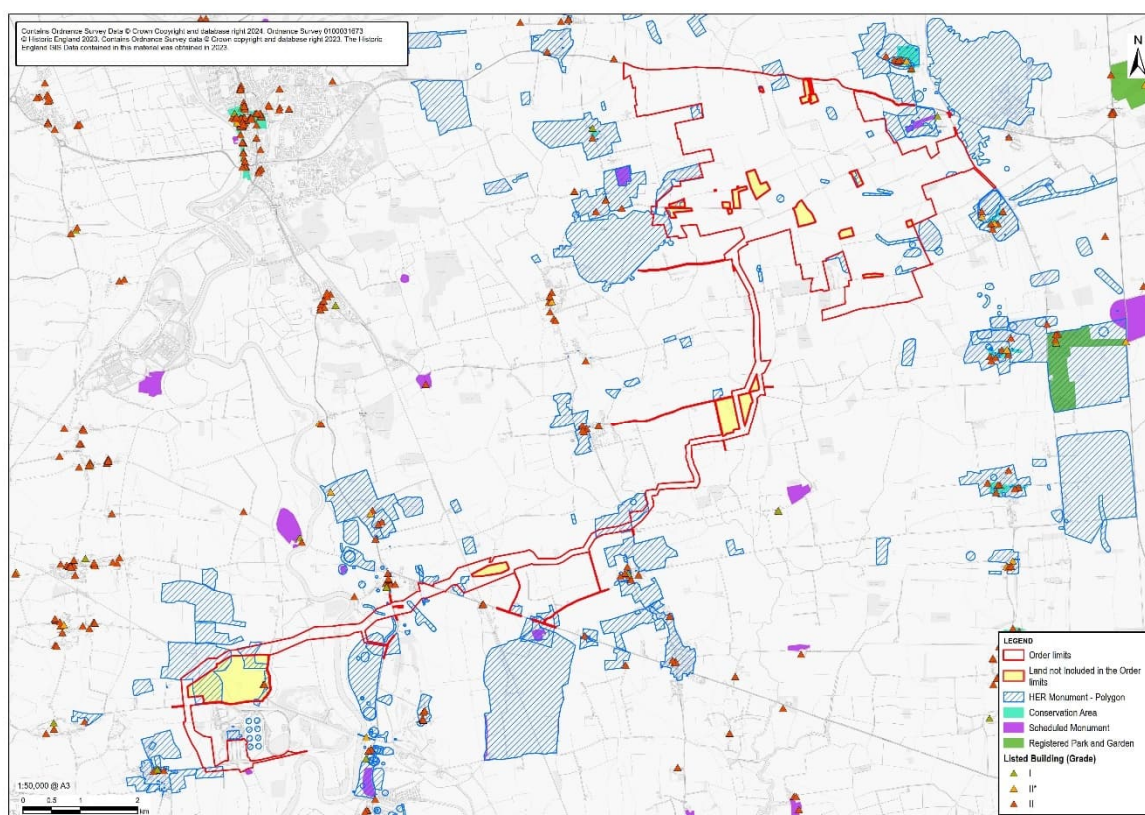 Contains Ordnance Survey Data © Crown Copyright and database right 2024. Ordnance Survey 0100031673
© Historic England 2023. Contains Ordnance Survey data © Crown copyright and database right 2023. The Historic
England GIS Data contained in this material was obtained in 2023.
N
LEGEND
Order limits
Land not Included in the Order
limits
HER Monument - Polygon
Conservation Area
Scheduled Monument
Registered Park and Garden
Listed Building (Grade)
I
II*
II
1:50,000 @ A3
0 0.5 1 2
km